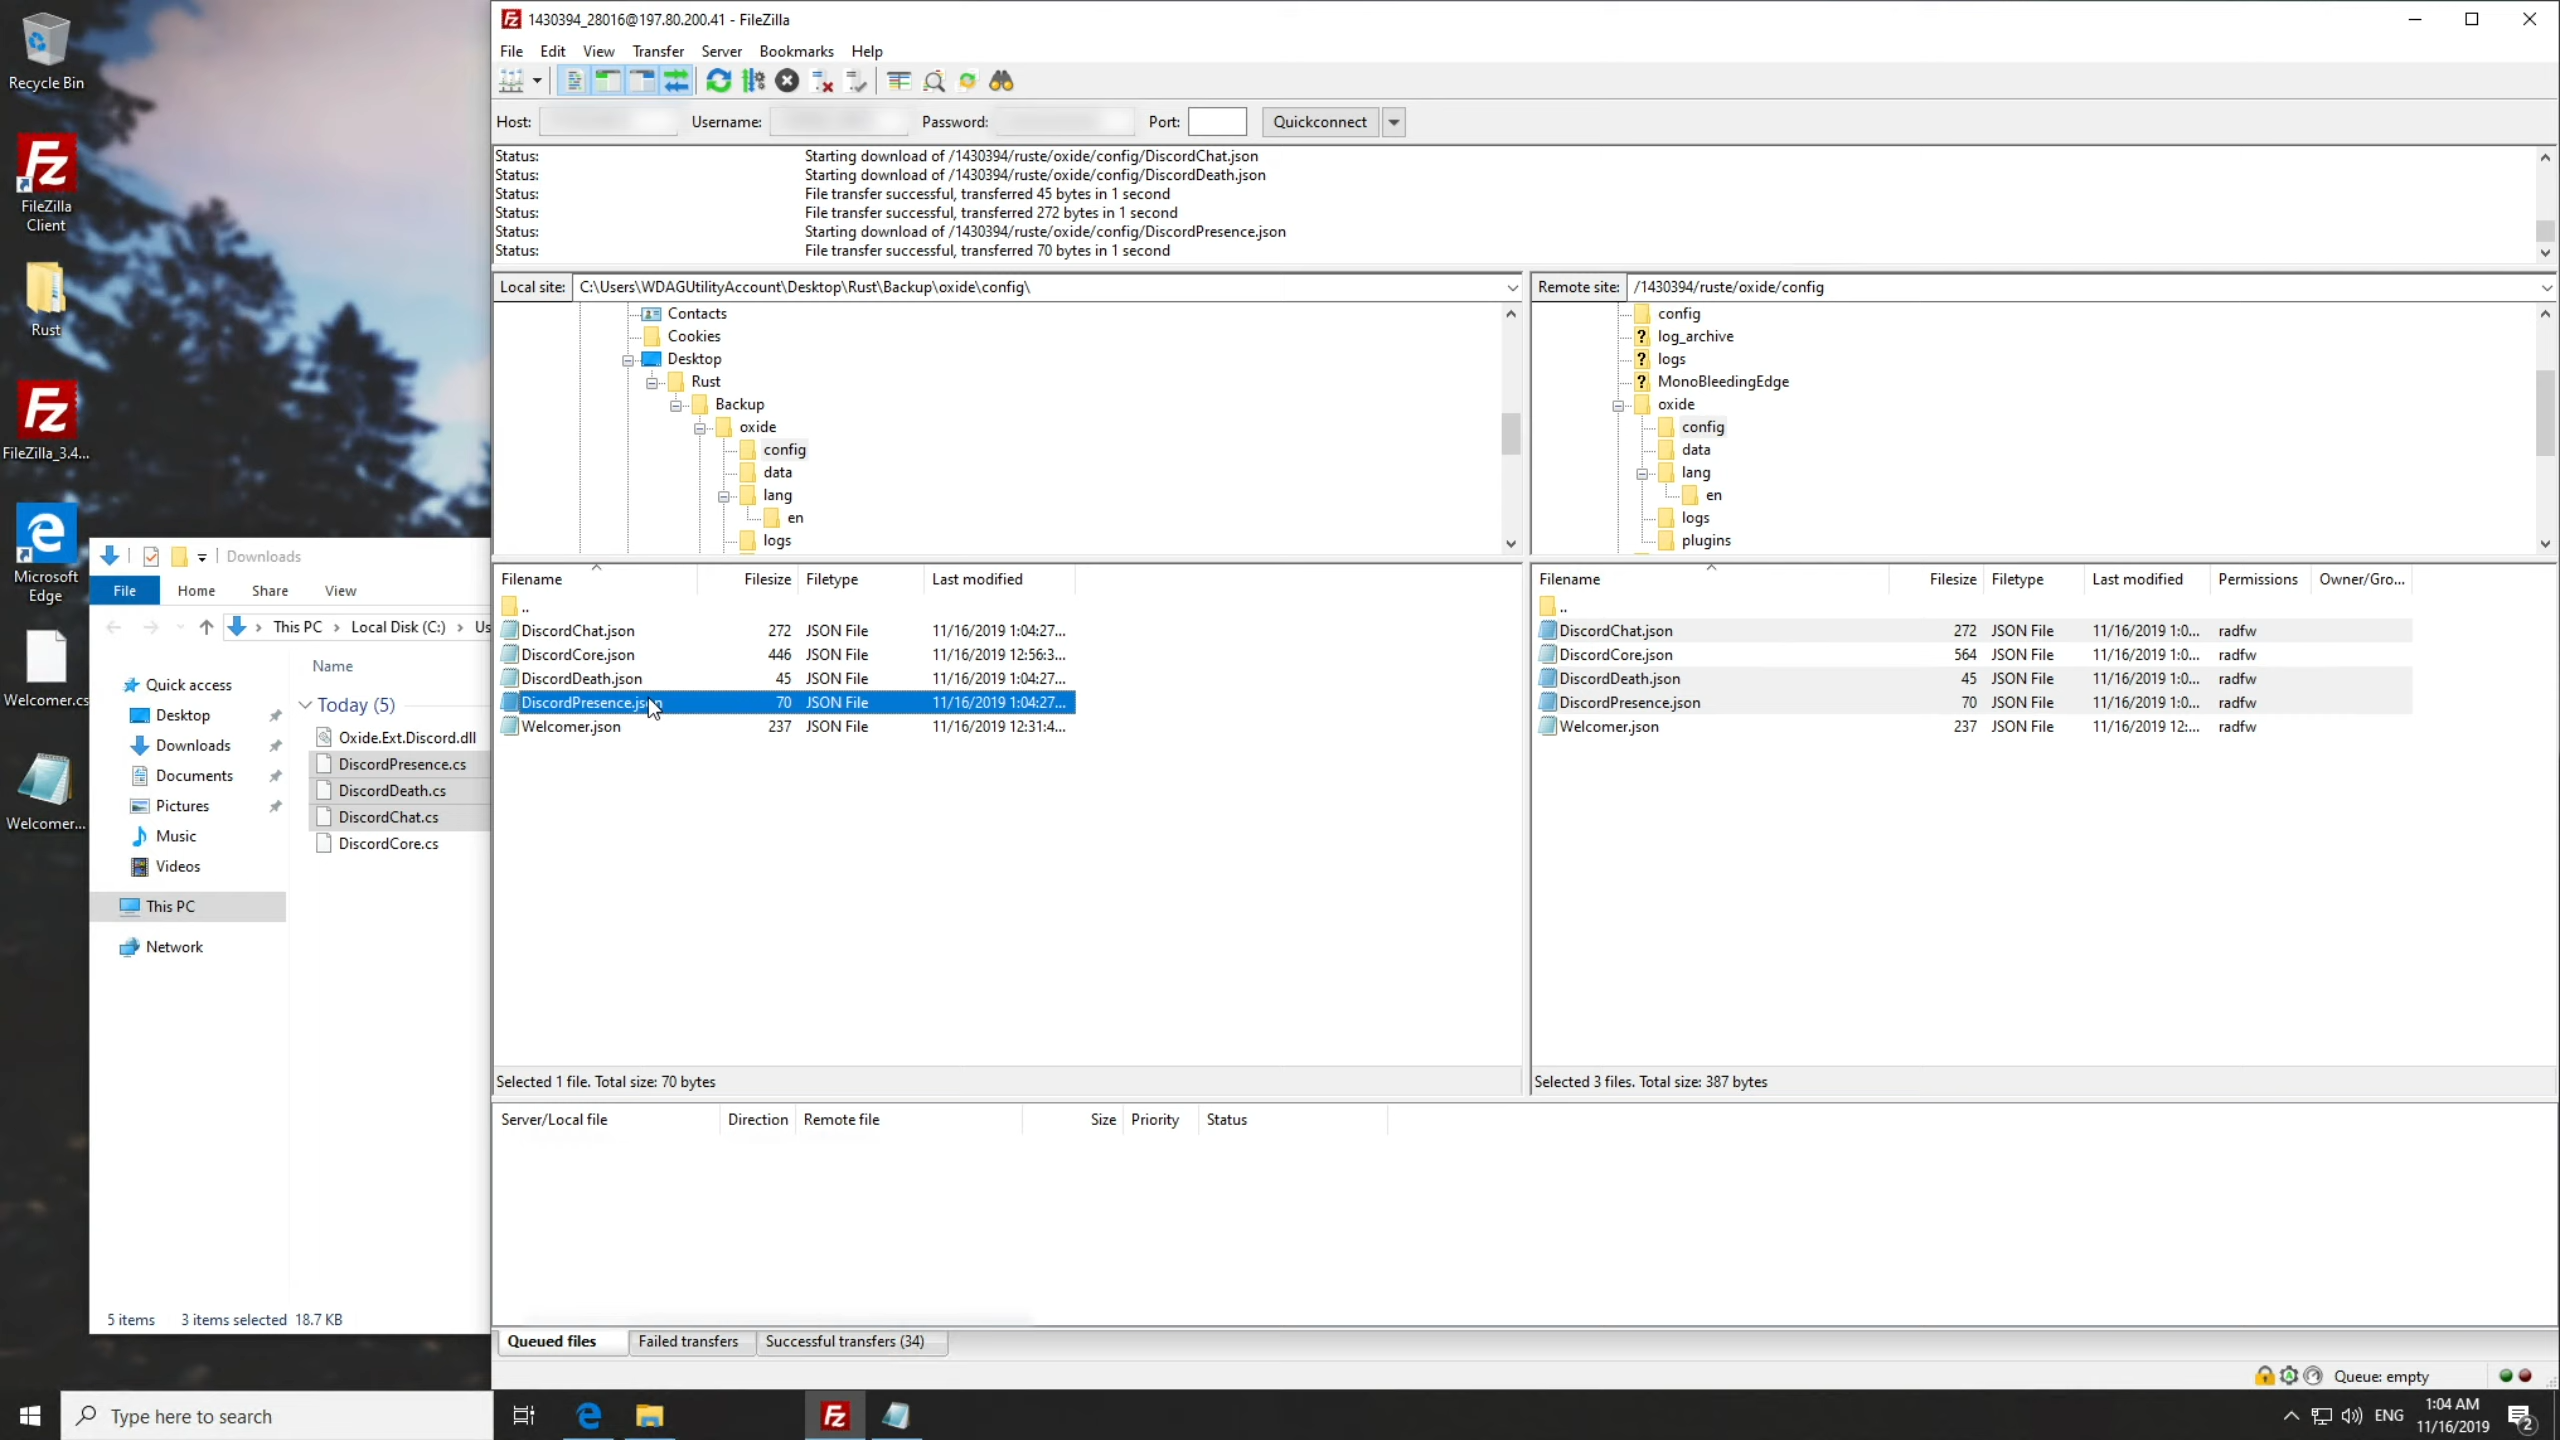 Recycle Bin
FileZilla
Client
Rust
FileZilla_3.4...
Microsoft
Edge
Welcomer.cs
Welcomer...
Downloads
File Home Share View
This PC > Local Disk (C:) > Us
Name
Quick access
Desktop
Downloads
Documents
Pictures
Music
Videos
This PC
Network
Today (5)
Oxide.Ext.Discord.dll
DiscordPresence.cs
DiscordDeath.cs
DiscordChat.cs
DiscordCore.cs
5 items 3 items selected 18.7 KB
1430394_28016@197.80.200.41 - FileZilla
File Edit View Transfer Server Bookmarks Help
Host: Username: Password: Port: Quickconnect
Status: Starting download of /1430394/ruste/oxide/config/DiscordChat.json
Status: Starting download of /1430394/ruste/oxide/config/DiscordDeath.json
Status: File transfer successful, transferred 45 bytes in 1 second
Status: File transfer successful, transferred 272 bytes in 1 second
Status: Starting download of /1430394/ruste/oxide/config/DiscordPresence.json
Status: File transfer successful, transferred 70 bytes in 1 second
Local site: C:\Users\WDAGUtilityAccount\Desktop\Rust\Backup\oxide\config\
Contacts
Cookies
Desktop
Rust
Backup
oxide
config
data
lang
en
logs
Filename Filesize Filetype Last modified
..
DiscordChat.json 272 JSON File 11/16/2019 1:04:27...
DiscordCore.json 446 JSON File 11/16/2019 12:56:3...
DiscordDeath.json 45 JSON File 11/16/2019 1:04:27...
DiscordPresence.json 70 JSON File 11/16/2019 1:04:27...
Welcomer.json 237 JSON File 11/16/2019 12:31:4...
Selected 1 file. Total size: 70 bytes
Remote site: /1430394/ruste/oxide/config
config
? log_archive
? logs
? MonoBleedingEdge
oxide
config
data
lang
en
logs
plugins
Filename Filesize Filetype Last modified Permissions Owner/Gro...
..
DiscordChat.json 272 JSON File 11/16/2019 1:0... radfw
DiscordCore.json 564 JSON File 11/16/2019 1:0... radfw
DiscordDeath.json 45 JSON File 11/16/2019 1:0... radfw
DiscordPresence.json 70 JSON File 11/16/2019 1:0... radfw
Welcomer.json 237 JSON File 11/16/2019 12:... radfw
Selected 3 files. Total size: 387 bytes
Server/Local file Direction Remote file Size Priority Status
Queued files Failed transfers Successful transfers (34)
Queue: empty
Type here to search
ENG
1:04 AM
11/16/2019
2